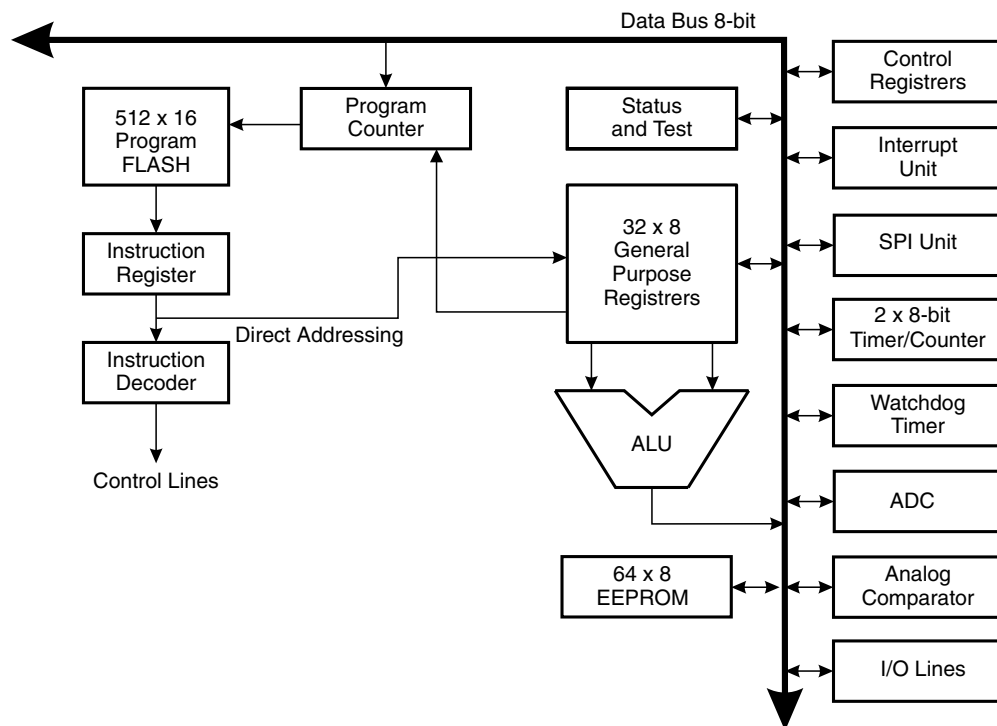 Data Bus 8-bit
512 x 16
Program
FLASH
Program
Counter
Status
and Test
Control
Registrers
Interrupt
Unit
Instruction
Register
32 x 8
General
Purpose
Registrers
SPI Unit
Direct Addressing
2 x 8-bit
Timer/Counter
Instruction
Decoder
Watchdog
Timer
ALU
Control Lines
ADC
64 x 8
EEPROM
Analog
Comparator
I/O Lines